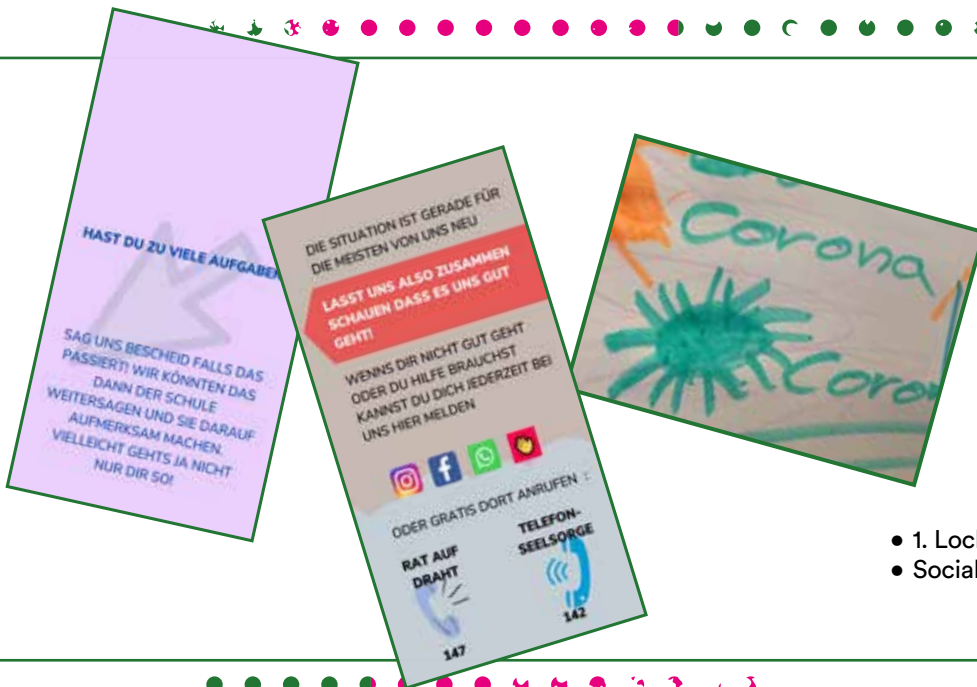 HAST DU ZU VIELE AUFGABEN
SAG UNS BESCHEID FALLS DAS
PASSIERT! WIR KÖNNTEN DAS
DANN DER SCHULE
WEITERSAGEN UND SIE DARAUF
AUFMERKSAM MACHEN.
VIELLEICHT GEHTS JA NICHT
NUR DIR SO!
DIE SITUATION IST GERADE FÜR
DIE MEISTEN VON UNS NEU
LASST UNS ALSO ZUSAMMEN
SCHAUEN DASS ES UNS GUT
GEHT!
WENNS DIR NICHT GUT GEHT
ODER DU HILFE BRAUCHST
KANNST DU DICH JEDERZEIT BEI
UNS HIER MELDEN
ODER GRATIS DORT ANRUFEN :
RAT AUF
DRAHT
147
TELEFON-
SEELSORGE
142
Corona
Coro
• 1. Loc
• Social